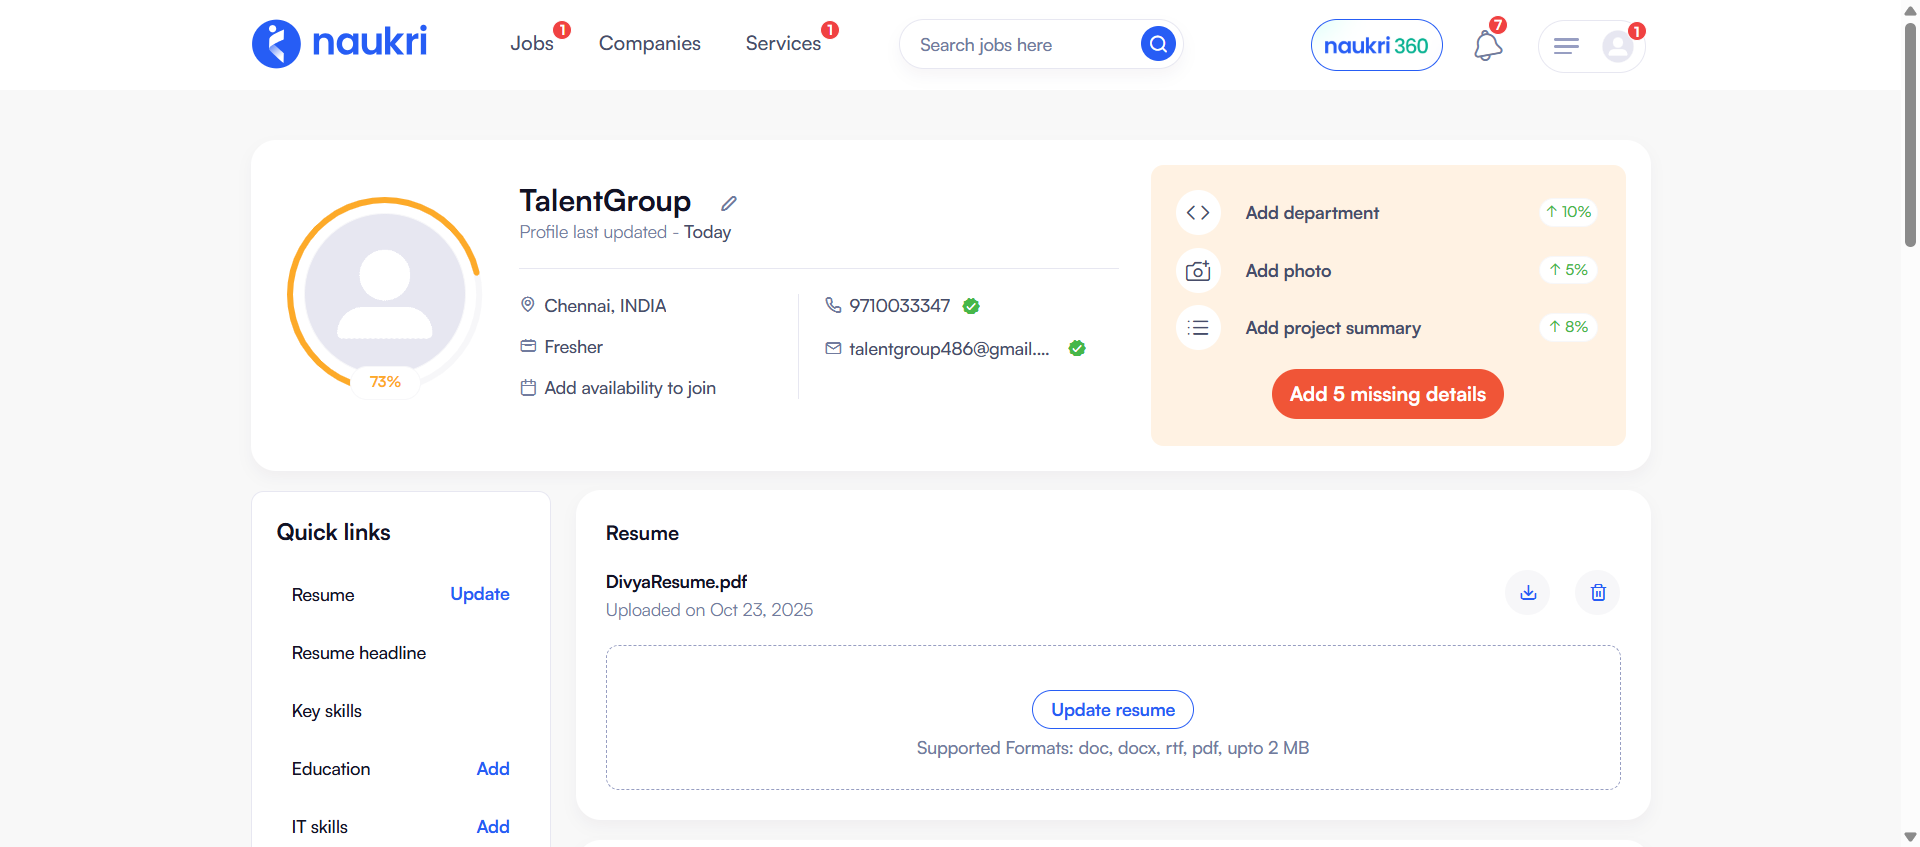 naukri
Jobs 1
Companies
Services 1
Search jobs here
naukri 360
7
1
TalentGroup
Profile last updated - Today
Chennai, INDIA
Fresher
Add availability to join
9710033347
talentgroup486@gmail....
73%
Add department
↑ 10%
Add photo
↑ 5%
Add project summary
↑ 8%
Add 5 missing details
Quick links
Resume Update
Resume headline
Key skills
Education Add
IT skills Add
Resume
DivyaResume.pdf
Uploaded on Oct 23, 2025
Update resume
Supported Formats: doc, docx, rtf, pdf, upto 2 MB